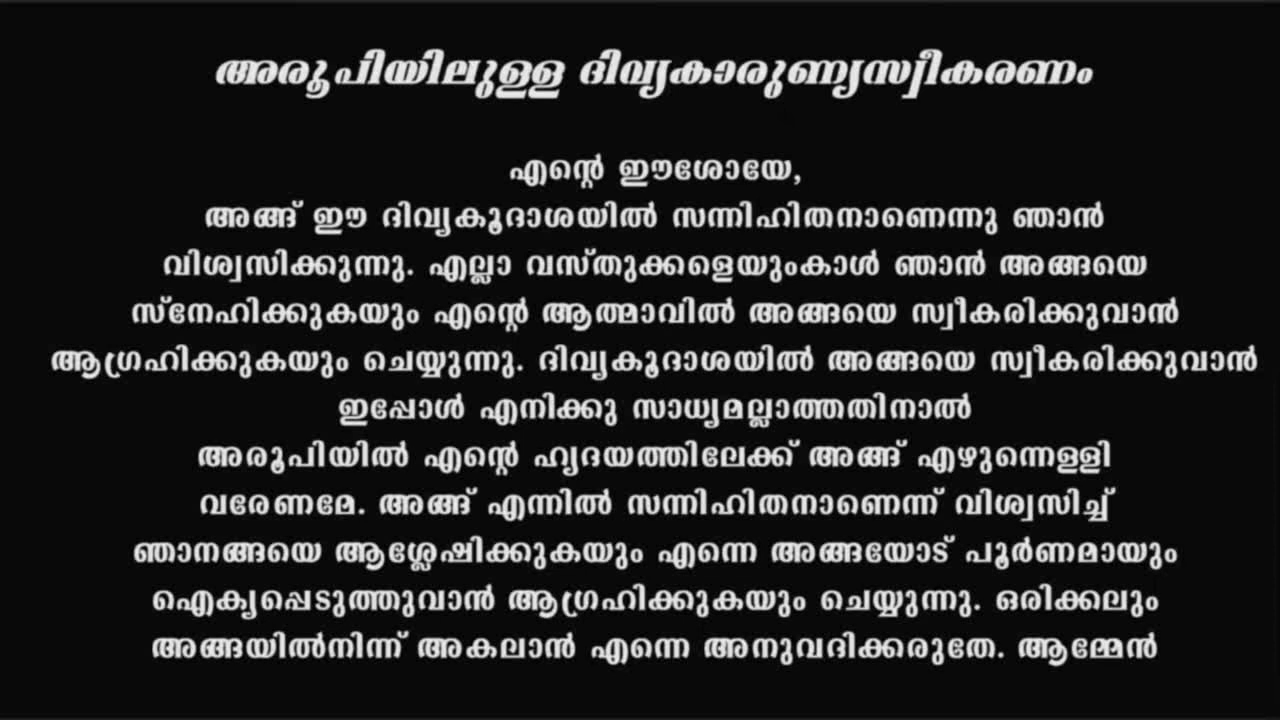 അരൂപിയിലുള്ള ദിവ്യകാരുണ്യസ്വീകരണം
എന്റെ ഈശോയേ,
അങ്ങ് ഈ ദിവ്യകൂദാശയിൽ സന്നിഹിതനാണെന്നു ഞാൻ
വിശ്വസിക്കുന്നു. എല്ലാ വസ്തുക്കളെയുംകാൾ ഞാൻ അങ്ങയെ
സ്നേഹിക്കുകയും എന്റെ ആത്മാവിൽ അങ്ങയെ സ്വീകരിക്കുവാൻ
ആഗ്രഹിക്കുകയും ചെയ്യുന്നു. ദിവ്യകൂദാശയിൽ അങ്ങയെ സ്വീകരിക്കുവാൻ
ഇപ്പോൾ എനിക്കു സാധ്യമല്ലാത്തതിനാൽ
അരൂപിയിൽ എന്റെ ഹൃദയത്തിലേക്ക് അങ്ങ് എഴുന്നെള്ളി
വരേണമേ. അങ്ങ് എന്നിൽ സന്നിഹിതനാണെന്ന് വിശ്വസിച്ച്
ഞാനങ്ങയെ ആശ്ലേഷിക്കുകയും എന്നെ അങ്ങയോട് പൂർണമായും
ഐക്യപ്പെടുത്തുവാൻ ആഗ്രഹിക്കുകയും ചെയ്യുന്നു. ഒരിക്കലും
അങ്ങയിൽനിന്ന് അകലാൻ എന്നെ അനുവദിക്കരുതേ. ആമ്മേൻ